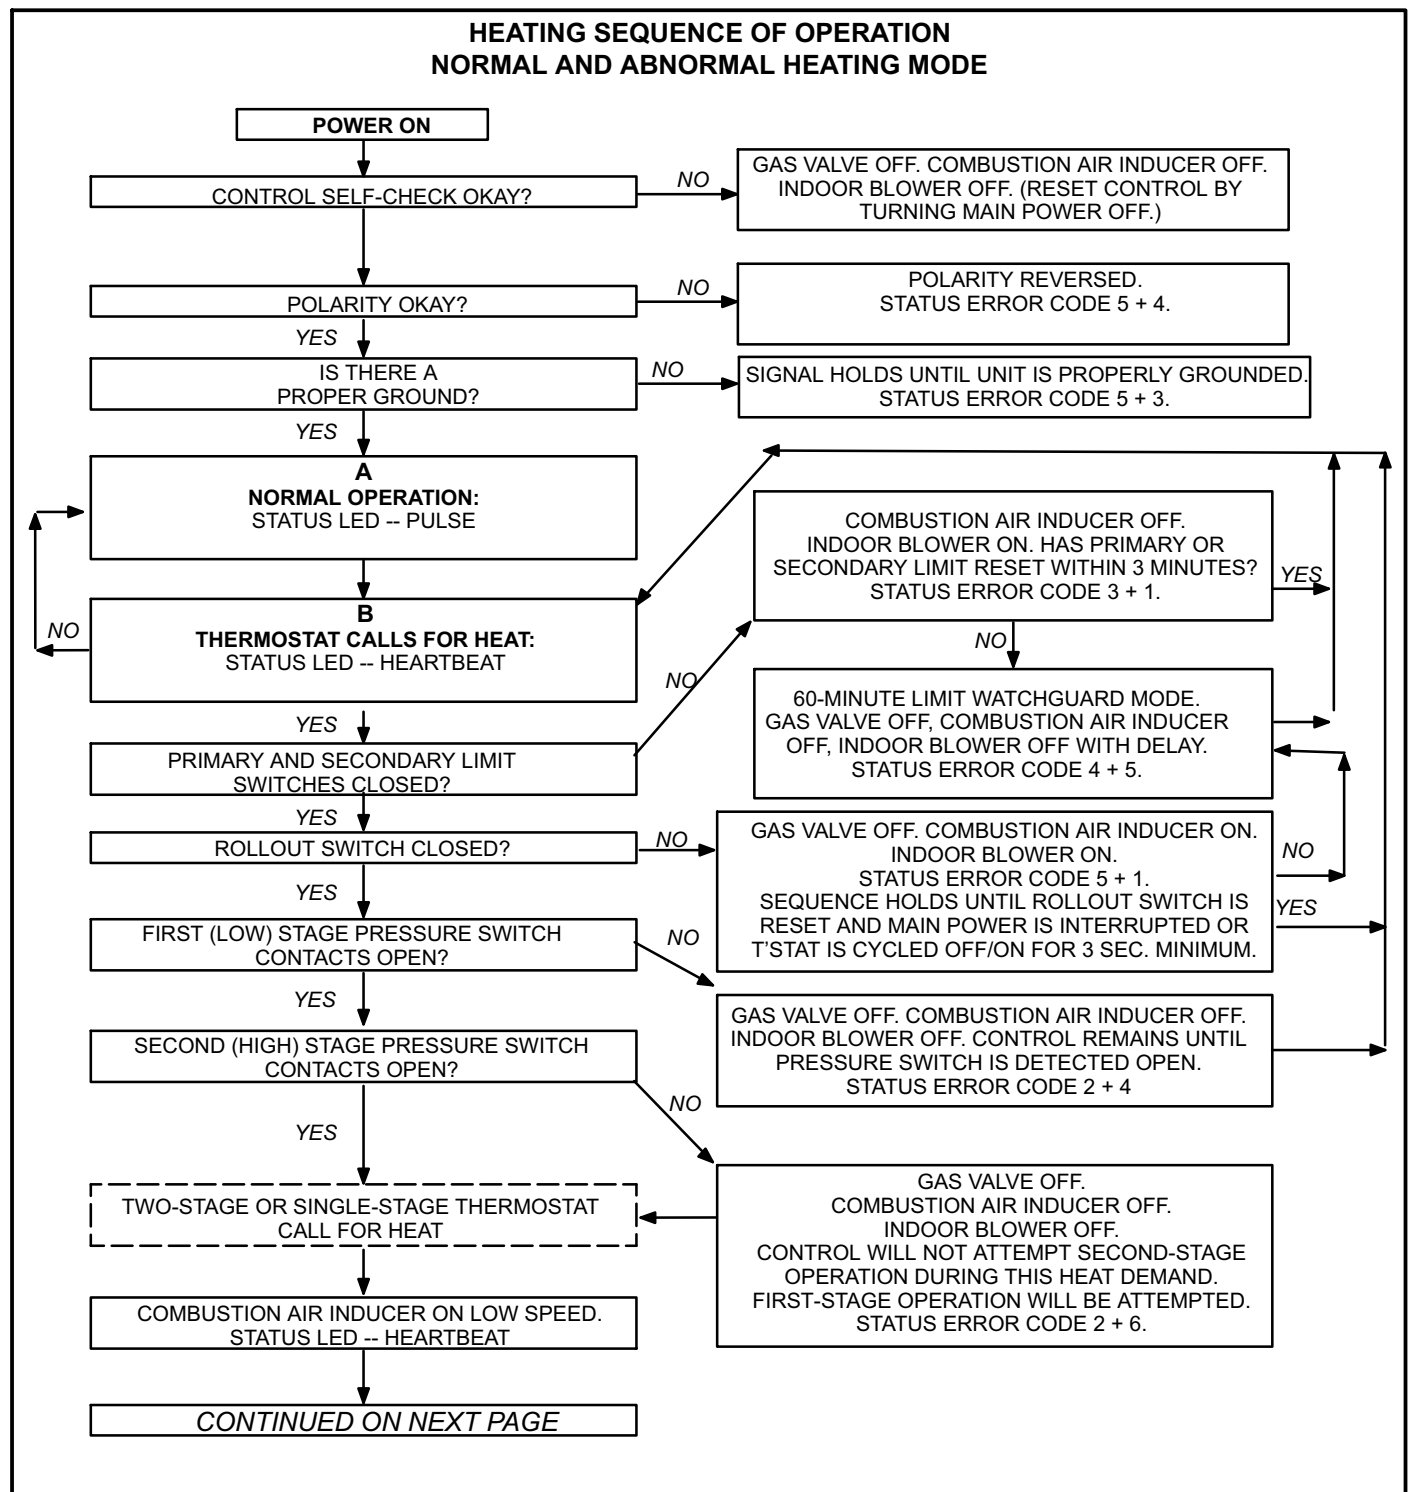 HEATING SEQUENCE OF OPERATION
NORMAL AND ABNORMAL HEATING MODE
POWER ON
CONTROL SELF-CHECK OKAY?
NO
GAS VALVE OFF. COMBUSTION AIR INDUCER OFF.
INDOOR BLOWER OFF. (RESET CONTROL BY
TURNING MAIN POWER OFF.)
POLARITY OKAY?
NO
POLARITY REVERSED.
STATUS ERROR CODE 5 + 4.
YES
IS THERE A
PROPER GROUND?
NO
SIGNAL HOLDS UNTIL UNIT IS PROPERLY GROUNDED.
STATUS ERROR CODE 5 + 3.
YES
A
NORMAL OPERATION:
STATUS LED -- PULSE
B
THERMOSTAT CALLS FOR HEAT:
STATUS LED -- HEARTBEAT
NO
NO
COMBUSTION AIR INDUCER OFF.
INDOOR BLOWER ON. HAS PRIMARY OR
SECONDARY LIMIT RESET WITHIN 3 MINUTES?
STATUS ERROR CODE 3 + 1.
YES
NO
60-MINUTE LIMIT WATCHGUARD MODE.
GAS VALVE OFF, COMBUSTION AIR INDUCER
OFF, INDOOR BLOWER OFF WITH DELAY.
STATUS ERROR CODE 4 + 5.
YES
PRIMARY AND SECONDARY LIMIT
SWITCHES CLOSED?
YES
ROLLOUT SWITCH CLOSED?
NO
GAS VALVE OFF. COMBUSTION AIR INDUCER ON.
INDOOR BLOWER ON.
STATUS ERROR CODE 5 + 1.
SEQUENCE HOLDS UNTIL ROLLOUT SWITCH IS
RESET AND MAIN POWER IS INTERRUPTED OR
T'STAT IS CYCLED OFF/ON FOR 3 SEC. MINIMUM.
NO
YES
YES
FIRST (LOW) STAGE PRESSURE SWITCH
CONTACTS OPEN?
NO
GAS VALVE OFF. COMBUSTION AIR INDUCER OFF.
INDOOR BLOWER OFF. CONTROL REMAINS UNTIL
PRESSURE SWITCH IS DETECTED OPEN.
STATUS ERROR CODE 2 + 4
YES
SECOND (HIGH) STAGE PRESSURE SWITCH
CONTACTS OPEN?
NO
GAS VALVE OFF.
COMBUSTION AIR INDUCER OFF.
INDOOR BLOWER OFF.
CONTROL WILL NOT ATTEMPT SECOND-STAGE
OPERATION DURING THIS HEAT DEMAND.
FIRST-STAGE OPERATION WILL BE ATTEMPTED.
STATUS ERROR CODE 2 + 6.
YES
TWO-STAGE OR SINGLE-STAGE THERMOSTAT
CALL FOR HEAT
COMBUSTION AIR INDUCER ON LOW SPEED.
STATUS LED -- HEARTBEAT
CONTINUED ON NEXT PAGE